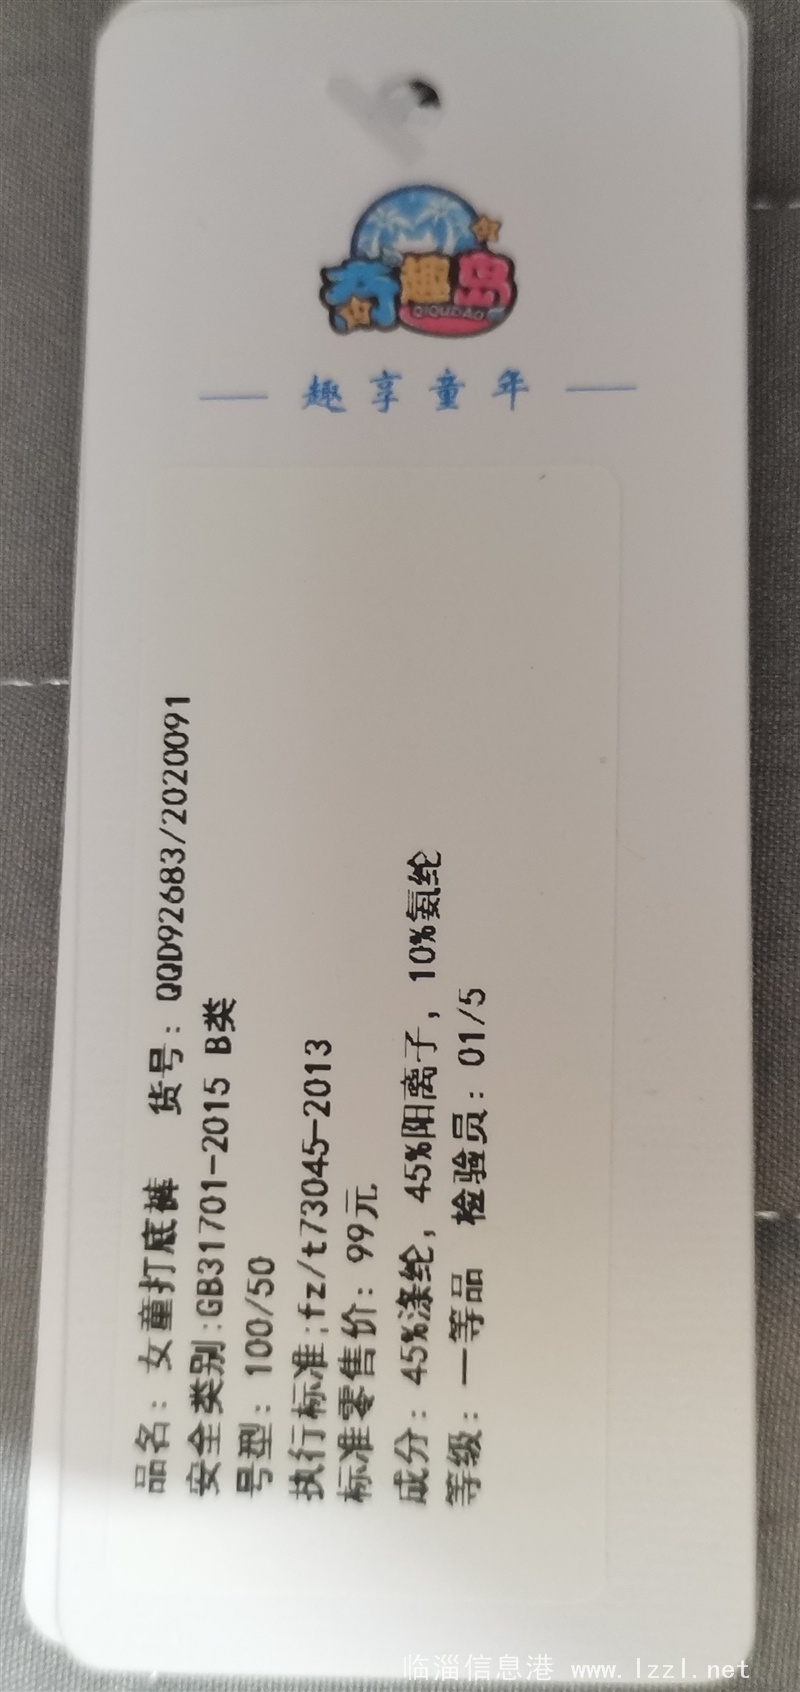 奇趣岛
QIQUDAO
趣享童年
品名：女童打底裤 货号：QQD92683/2020091
安全类别:GB31701-2015 B类
号型：100/50
执行标准:fz/t73045-2013
标准零售价：99元
成分：45%涤纶，45%阳离子，10%氨纶
等级：一等品 检验员：01/5
临淄信息港 www.lzzl.net